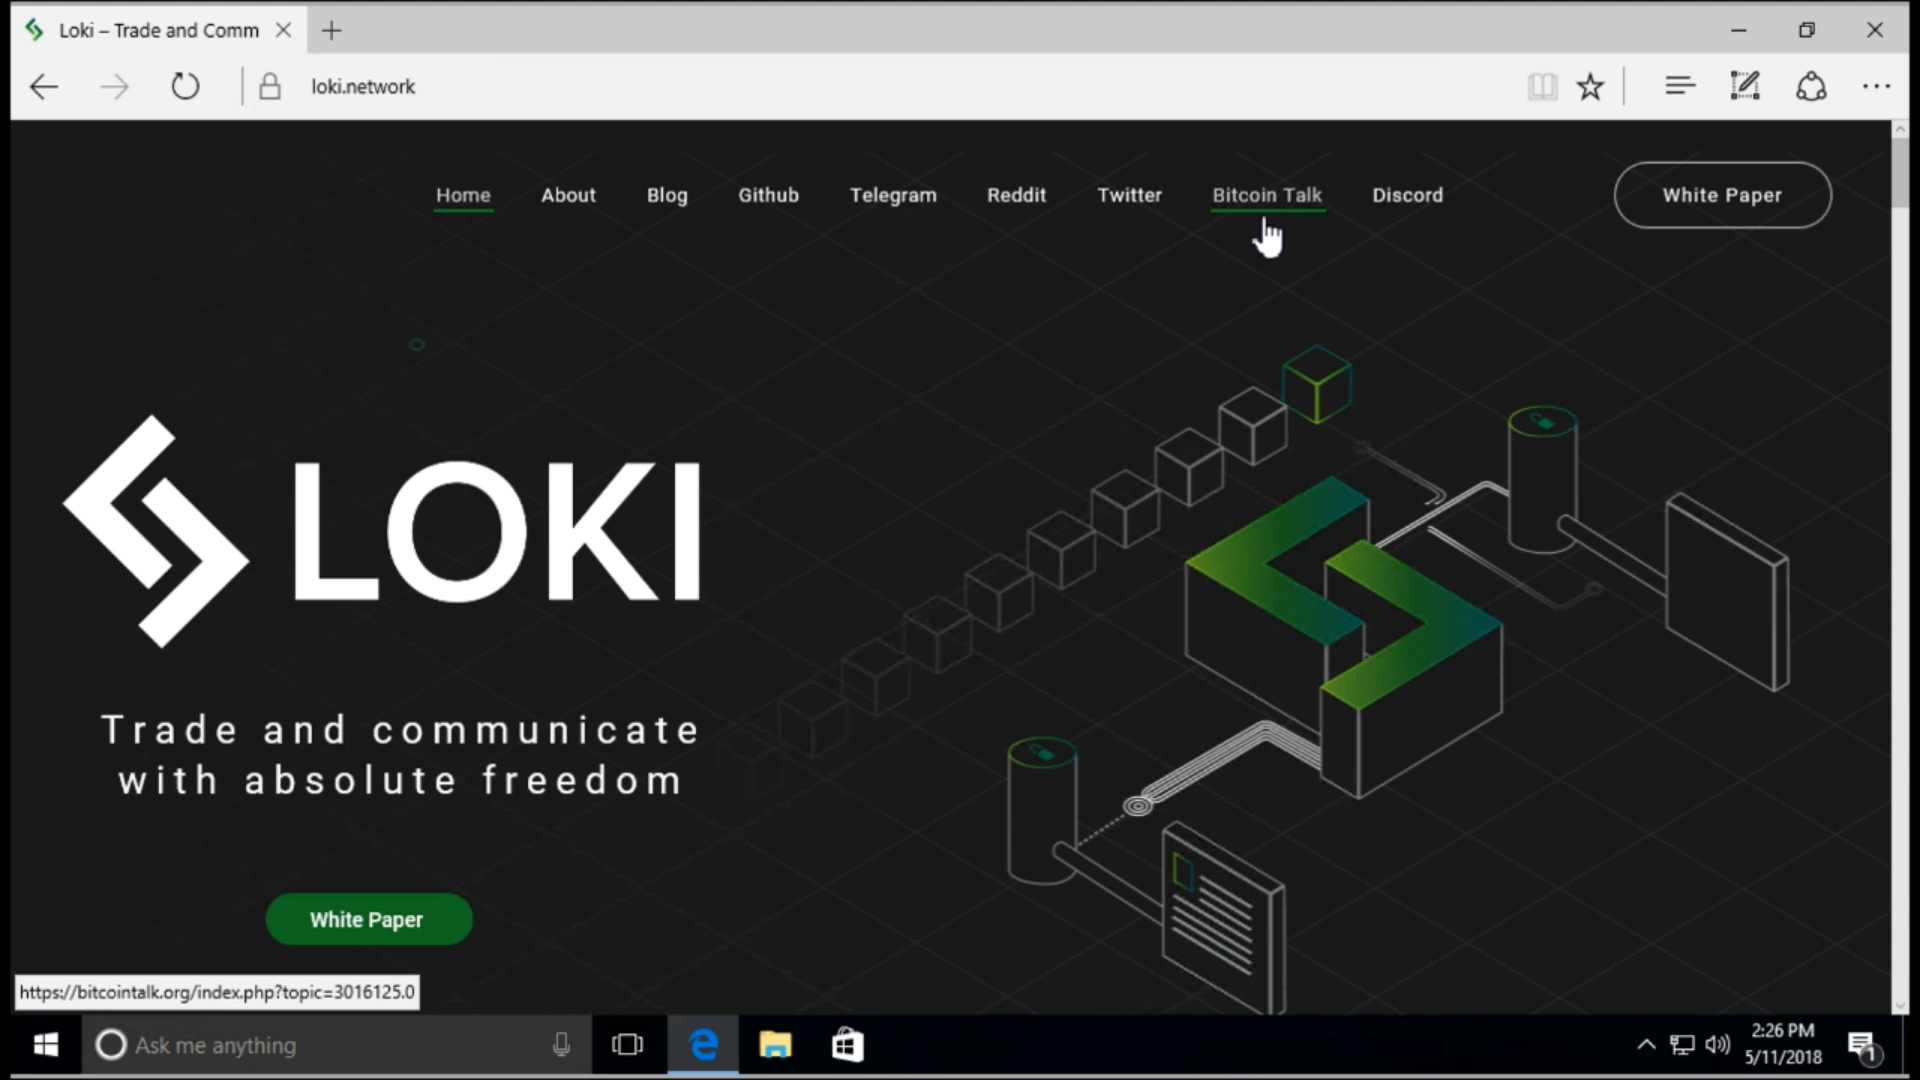 Loki – Trade and Comm
loki.network
Home About Blog Github Telegram Reddit Twitter Bitcoin Talk Discord White Paper
LOKI
Trade and communicate
with absolute freedom
White Paper
https://bitcointalk.org/index.php?topic=3016125.0
Ask me anything
2:26 PM
5/11/2018
1